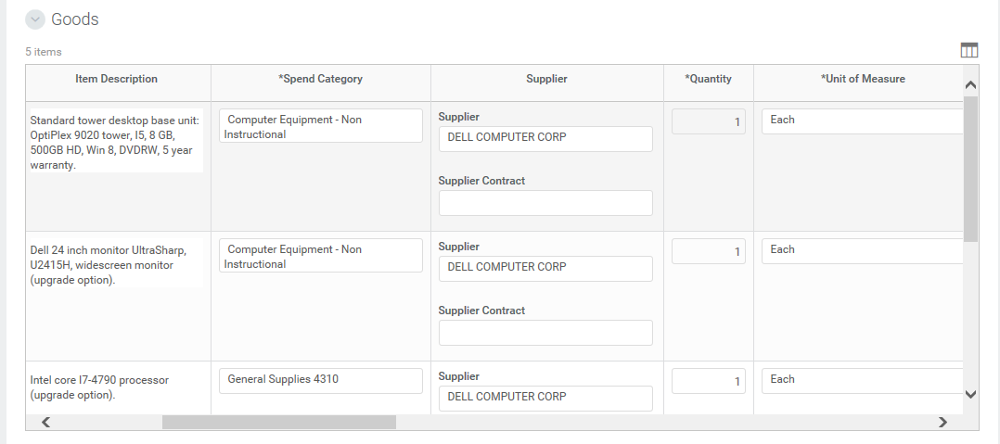 Goods
5 items
Item Description
*Spend Category
Supplier
*Quantity
*Unit of Measure
Standard tower desktop base unit:
OptiPlex 9020 tower, I5, 8 GB,
500GB HD, Win 8, DVDRW, 5 year
warranty.
Computer Equipment - Non
Instructional
Supplier
DELL COMPUTER CORP
Supplier Contract
1
Each
Dell 24 inch monitor UltraSharp,
U2415H, widescreen monitor
(upgrade option).
Computer Equipment - Non
Instructional
Supplier
DELL COMPUTER CORP
Supplier Contract
1
Each
Intel core I7-4790 processor
(upgrade option).
General Supplies 4310
Supplier
DELL COMPUTER CORP
1
Each